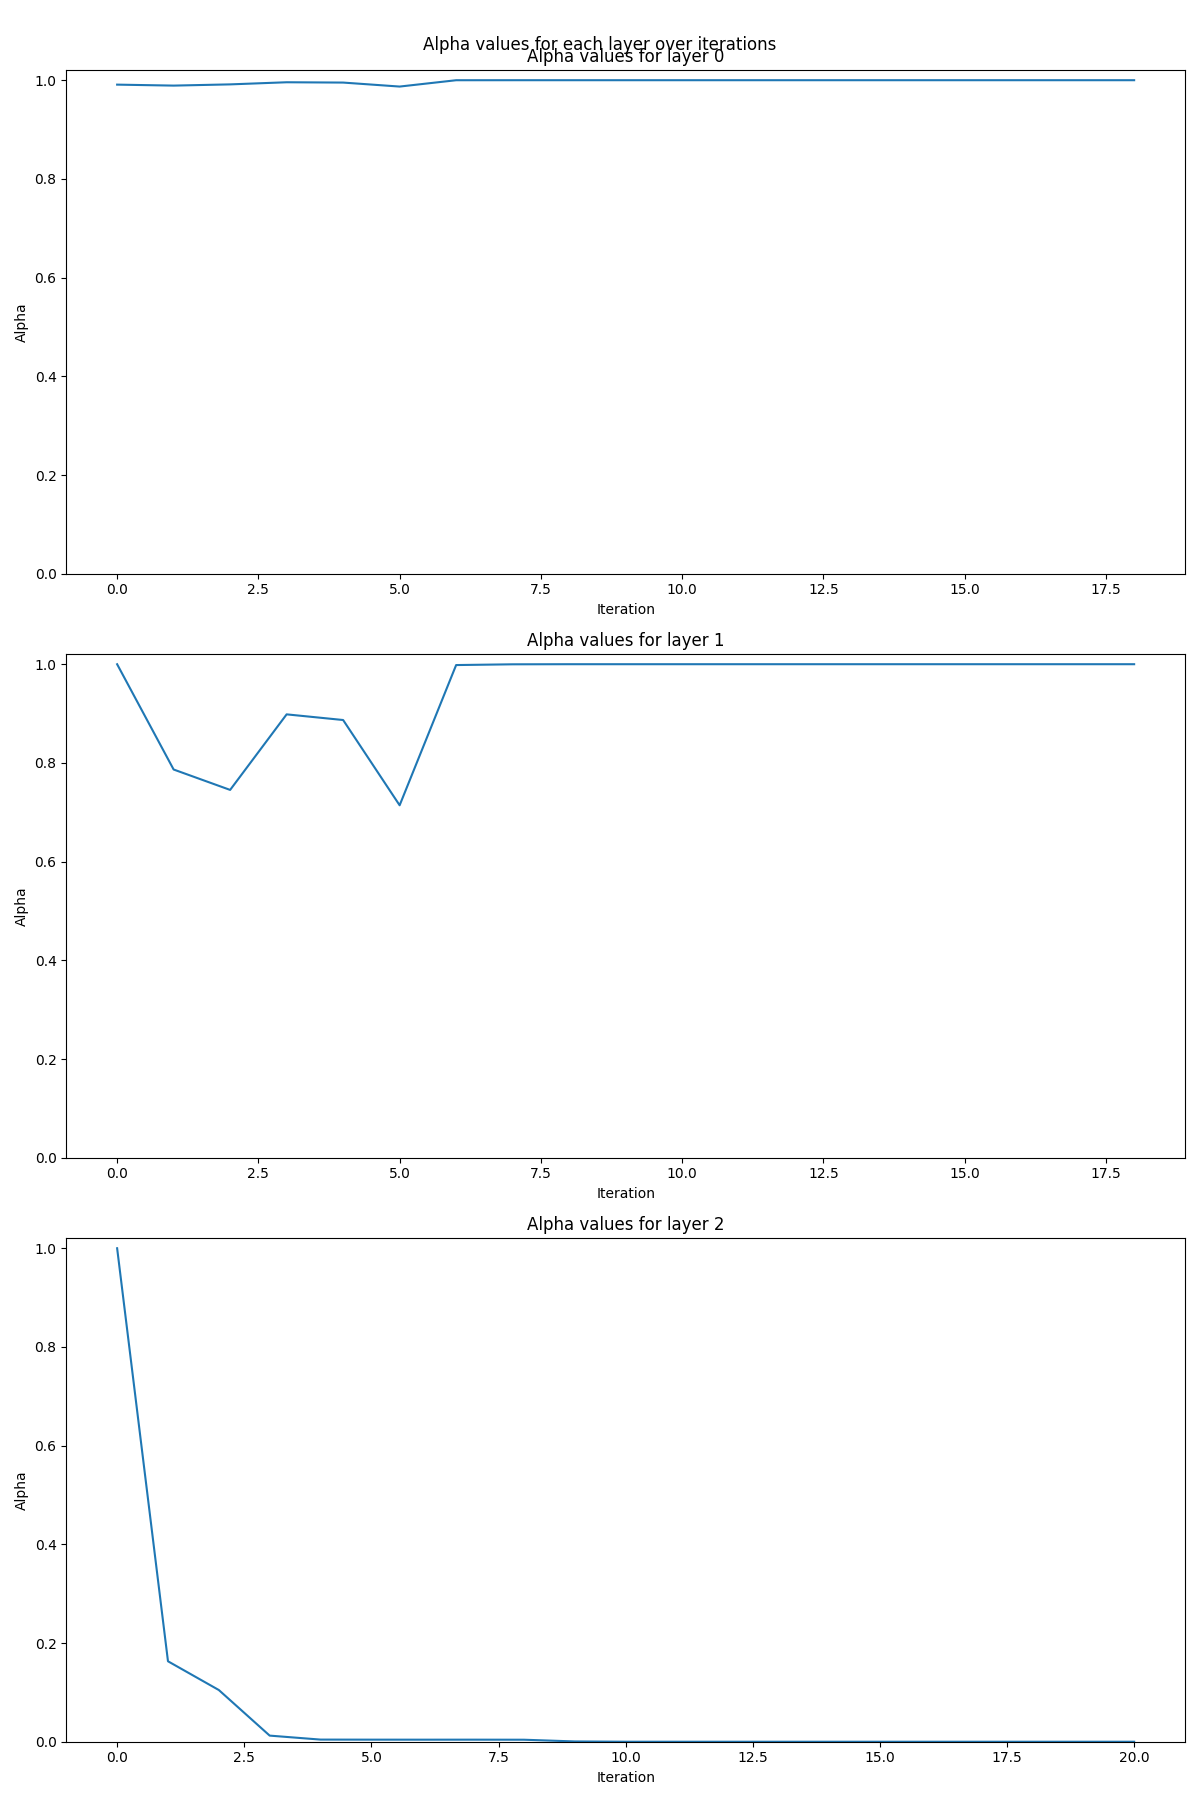 Alpha values for each layer over iterations
Alpha values for layer 0
1.0
0.8
0.6
0.4
0.2
0.0
Alpha
0.0 2.5 5.0 7.5 10.0 12.5 15.0 17.5
Iteration
Alpha values for layer 1
1.0
0.8
0.6
0.4
0.2
0.0
Alpha
0.0 2.5 5.0 7.5 10.0 12.5 15.0 17.5
Iteration
Alpha values for layer 2
1.0
0.8
0.6
0.4
0.2
0.0
Alpha
0.0 2.5 5.0 7.5 10.0 12.5 15.0 17.5 20.0
Iteration